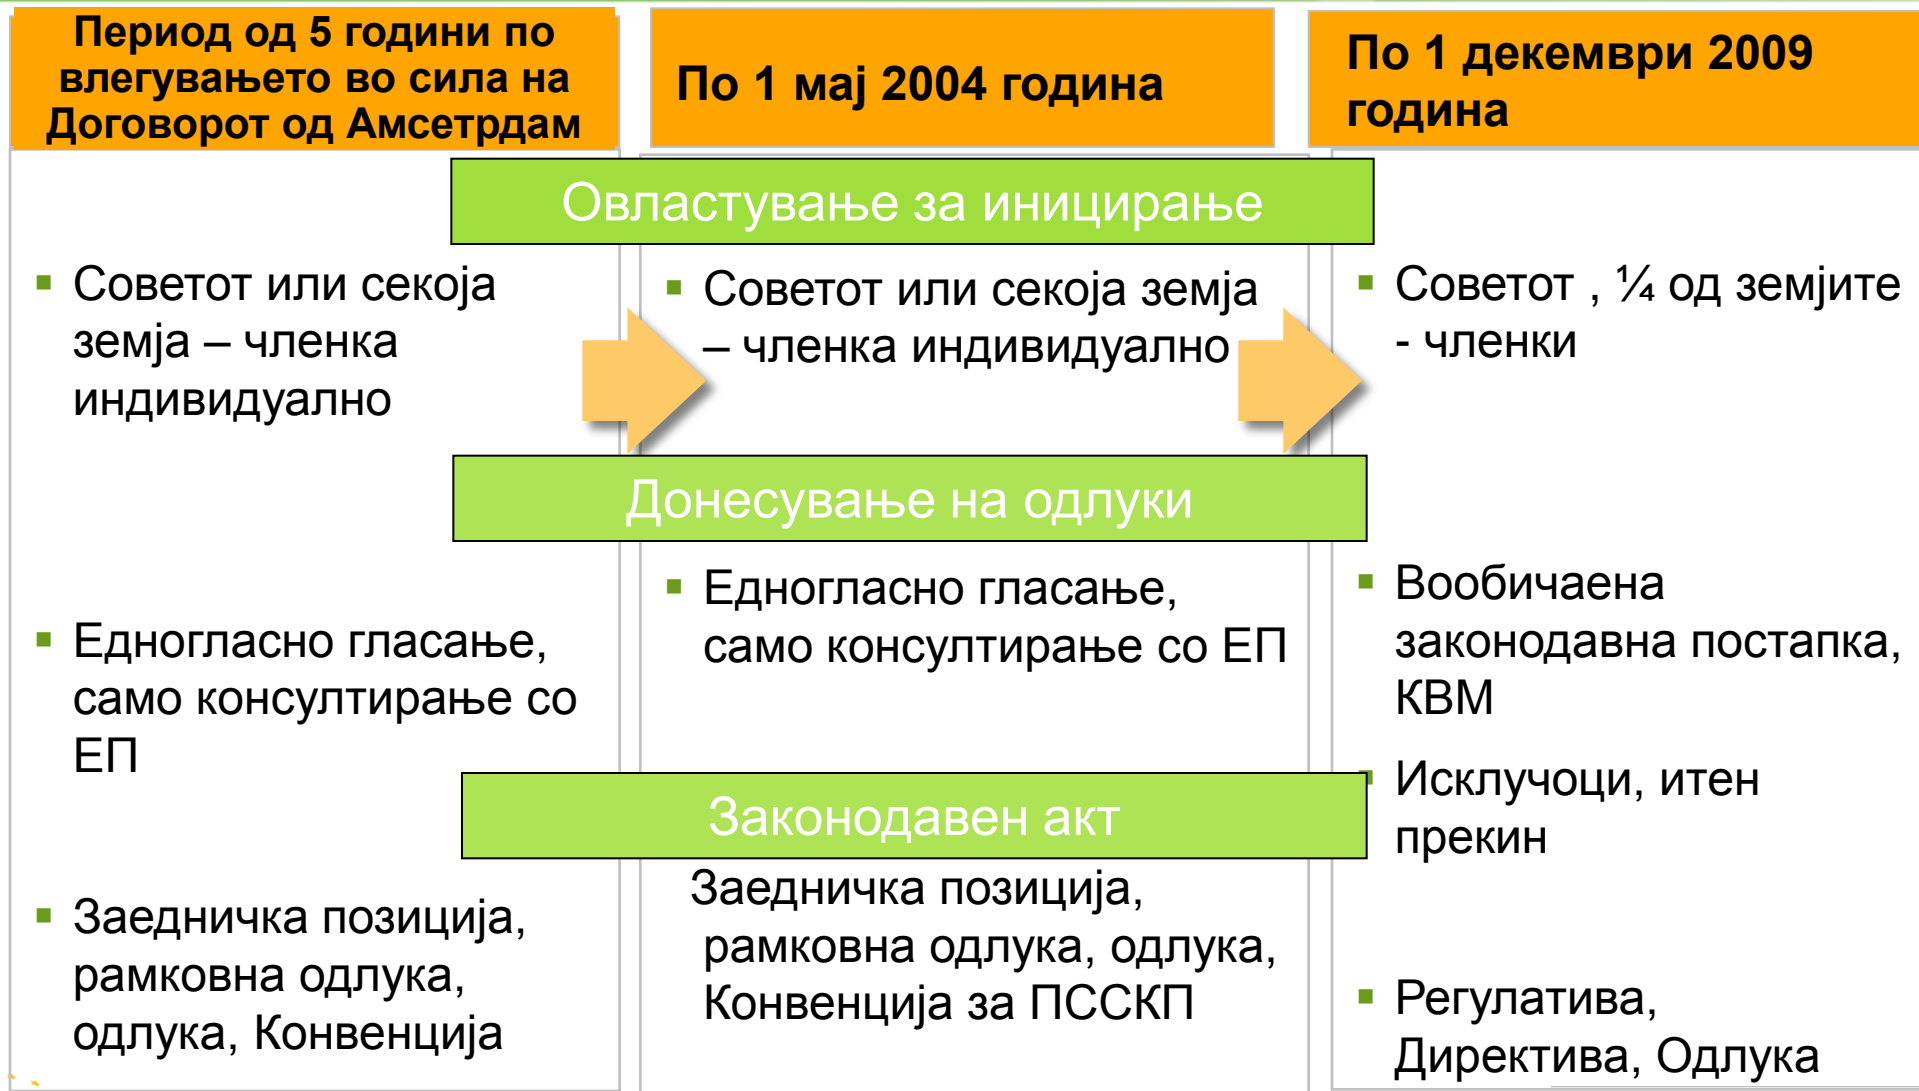 Период од 5 години по
влегувањето во сила на
Договорот од Амсетрдам
По 1 мај 2004 година
По 1 декември 2009
година
Овластување за иницирање
Советот или секоја
земја – членка
индивидуално
Советот или секоја земја
– членка индивидуално
Советот , ¼ од земјите
- членки
Донесување на одлуки
Едногласно гласање,
само консултирање со
ЕП
Едногласно гласање,
само консултирање со ЕП
Вообичаена
законодавна постапка,
КВМ
Исклучоци, итен
прекин
Законодавен акт
Заедничка позиција,
рамковна одлука,
одлука, Конвенција
Заедничка позиција,
рамковна одлука, одлука,
Конвенција за ПССКП
Регулатива,
Директива, Одлука